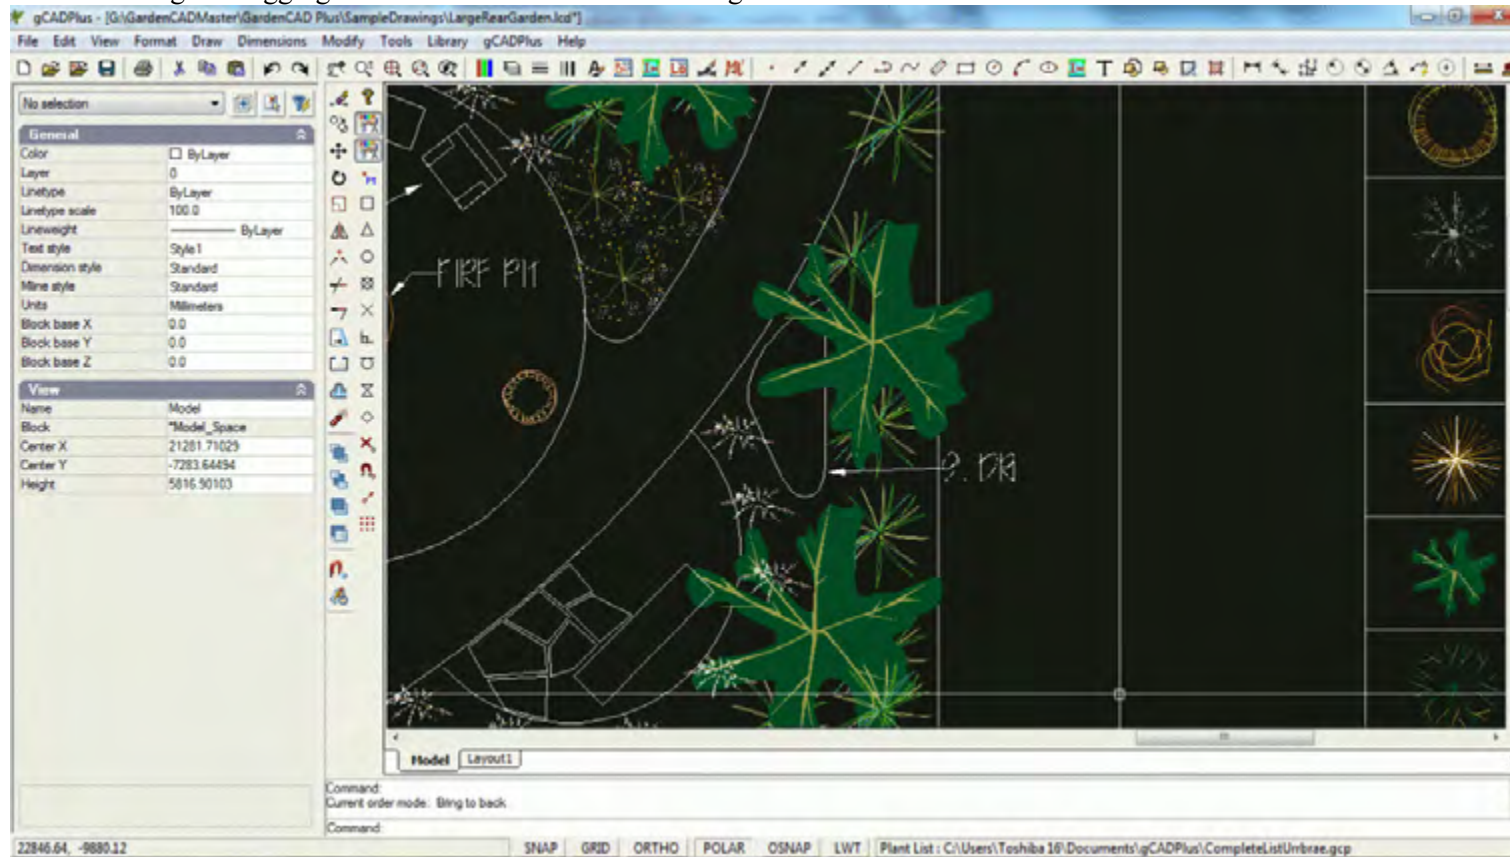 gCADPlus - [G:\GardenCADMaster\GardenCAD Plus\SampleDrawings\LargeRearGarden.lcd*]
File Edit View Format Draw Dimensions Modify Tools Library gCADPlus Help
No selection
General
Color ByLayer
Layer 0
Linetype ByLayer
Linetype scale 100.0
Lineweight ByLayer
Text style Style1
Dimension style Standard
Mline style Standard
Units Millimeters
Block base X 0.0
Block base Y 0.0
Block base Z 0.0
View
Name Model
Block *Model_Space
Center X 21281.71029
Center Y -7283.64494
Height 5816.90103
FIRE PIT
Model Layout1
Command:
Current order mode: Bring to back
Command:
22846.64, -9880.12 SNAP GRID ORTHO POLAR OSNAP LWT Plant List : C:\Users\Toshiba 16\Documents\gCADPlus\CompleteListUmbrae.gcp